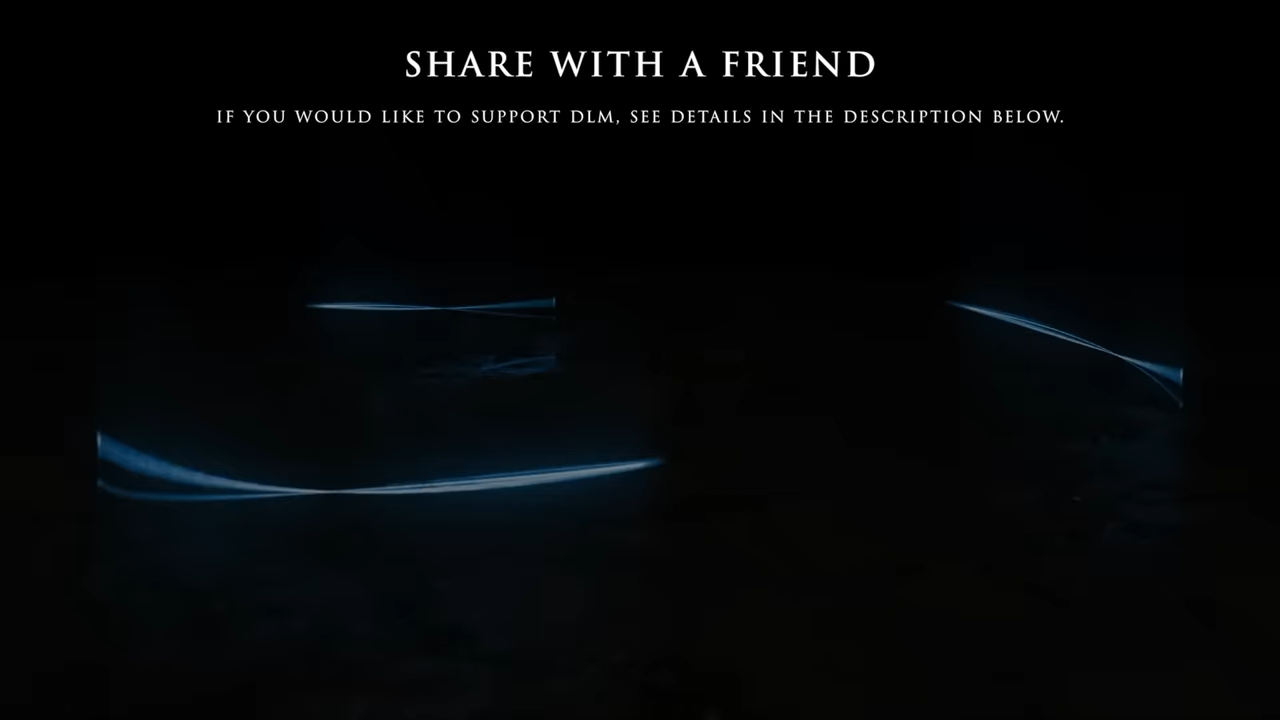 SHARE WITH A FRIEND
IF YOU WOULD LIKE TO SUPPORT DLM, SEE DETAILS IN THE DESCRIPTION BELOW.